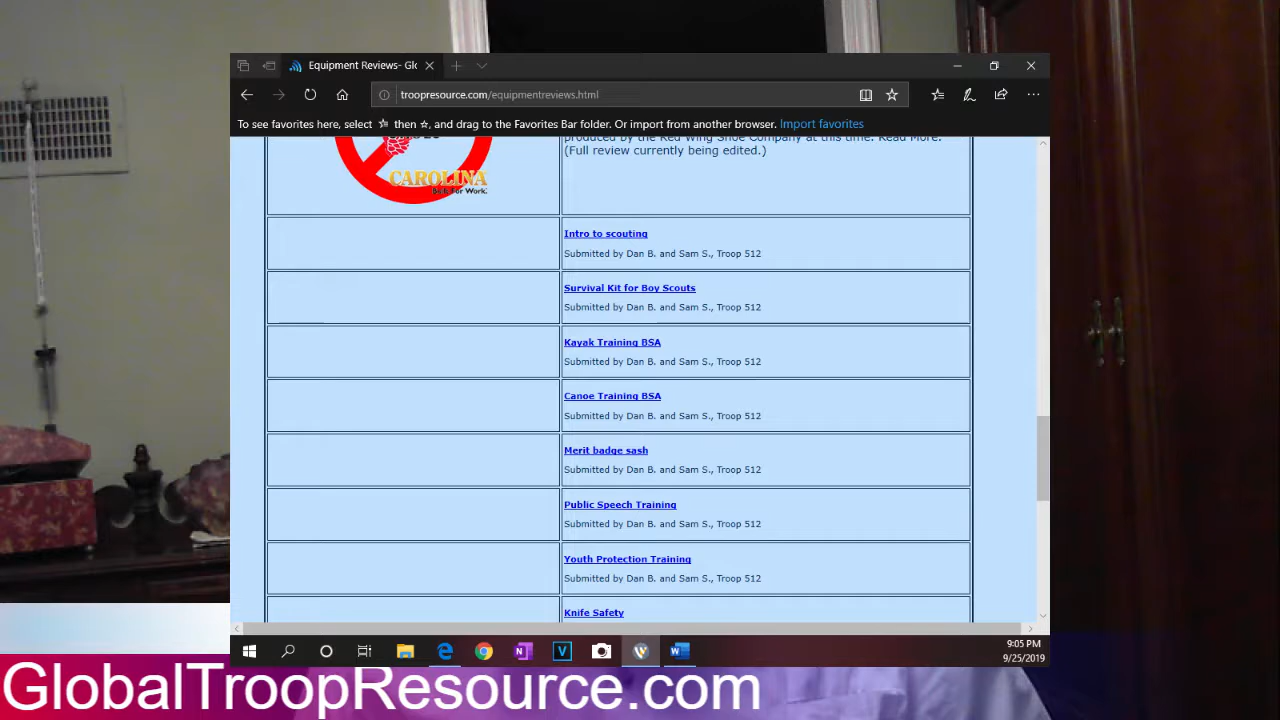 Equipment Reviews- Glo
troopresource.com/equipmentreviews.html
To see favorites here, select then, and drag to the Favorites Bar folder. Or import from another browser. Import favorites
produced by the Red Wing Shoe Company at this time. Read More.
(Full review currently being edited.)
CAROLINA
Built For Work.
Intro to scouting
Submitted by Dan B. and Sam S., Troop 512
Survival Kit for Boy Scouts
Submitted by Dan B. and Sam S., Troop 512
Kayak Training BSA
Submitted by Dan B. and Sam S., Troop 512
Canoe Training BSA
Submitted by Dan B. and Sam S., Troop 512
Merit badge sash
Submitted by Dan B. and Sam S., Troop 512
Public Speech Training
Submitted by Dan B. and Sam S., Troop 512
Youth Protection Training
Submitted by Dan B. and Sam S., Troop 512
Knife Safety
9:05 PM
9/25/2019
GlobalTroopResource.com